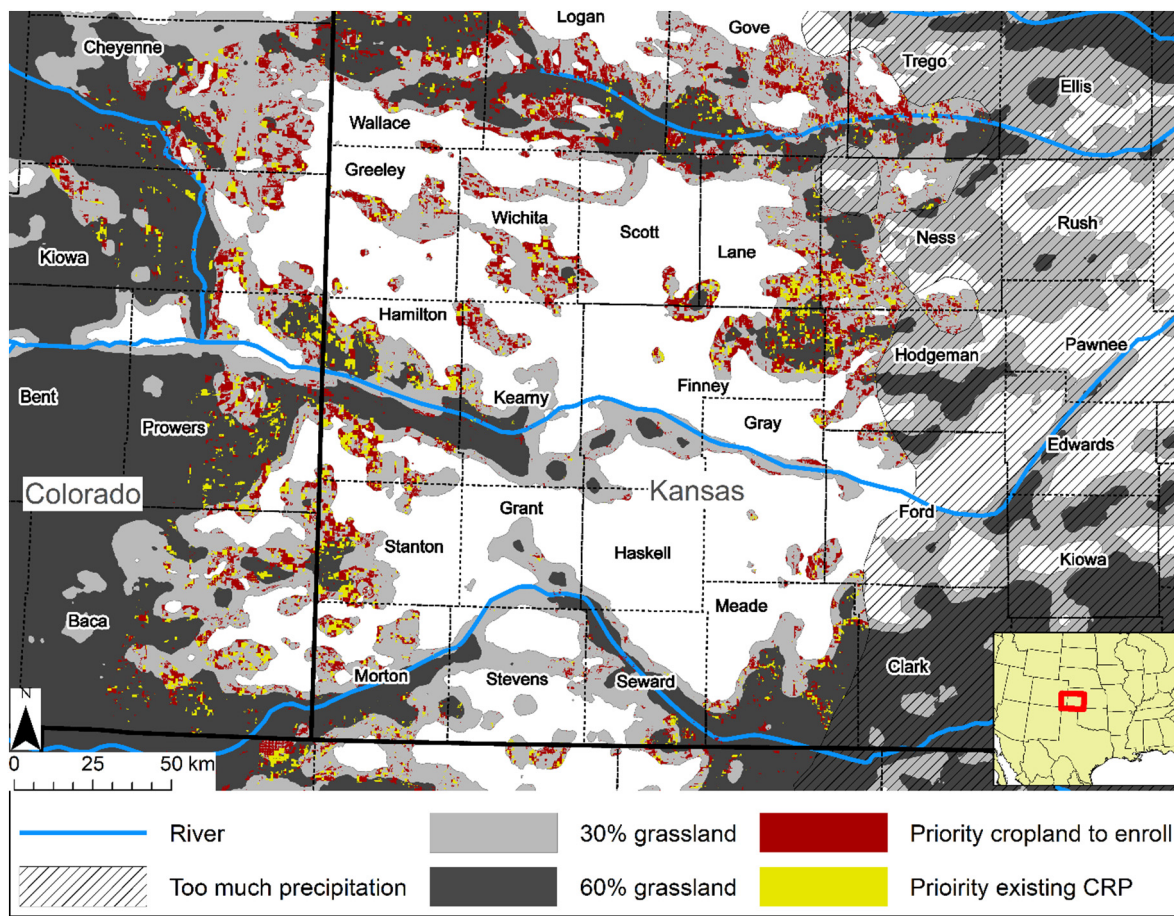 Logan
Gove
Cheyenne
Trego
Ellis
Wallace
Greeley
Wichita
Scott
Lane
Ness
Rush
Kiowa
Hamilton
Hodgeman
Pawnee
Bent
Kearny
Finney
Prowers
Gray
Edwards
Colorado
Kansas
Grant
Ford
Stanton
Haskell
Kiowa
Meade
Baca
Clark
Morton
Stevens
Seward
N
0 25 50 km
River
30% grassland
Priority cropland to enroll
Too much precipitation
60% grassland
Prioirity existing CRP